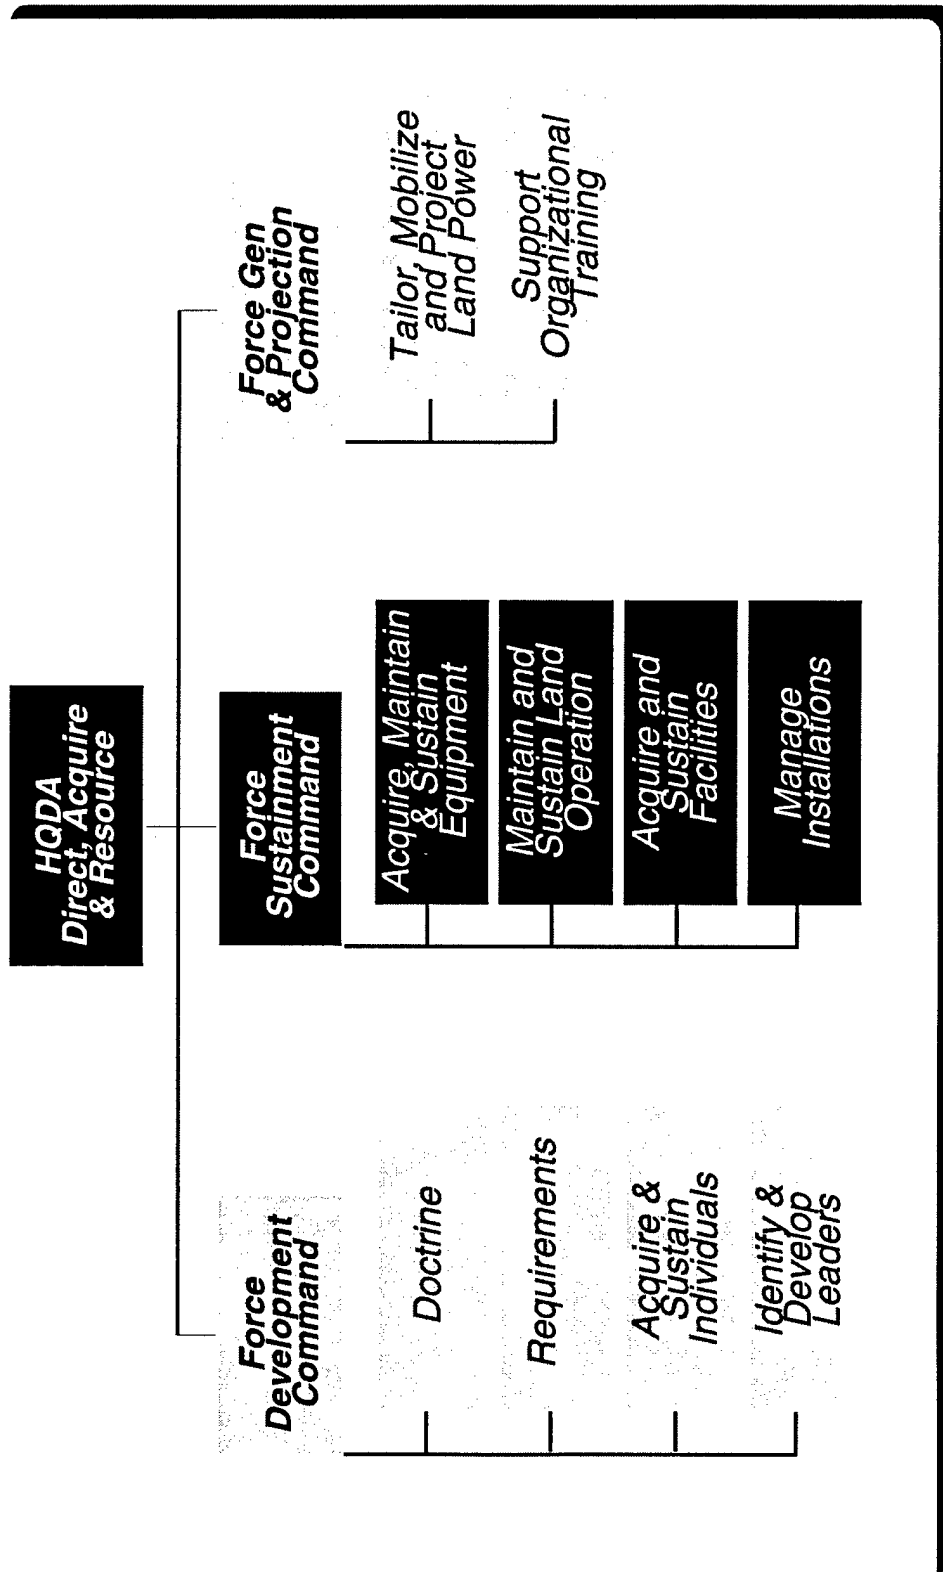 HQDA
Direct, Acquire
& Resource
Force
Development
Command
Doctrine
Requirements
Acquire &
Sustain
Individuals
Identify &
Develop
Leaders
Force
Sustainment
Command
Acquire, Maintain
& Sustain
Equipment
Maintain and
Sustain Land
Operation
Acquire and
Sustain
Facilities
Manage
Installations
Force Gen
& Projection
Command
Tailor, Mobilize
and Project
Land Power
Support
Organizational
Training